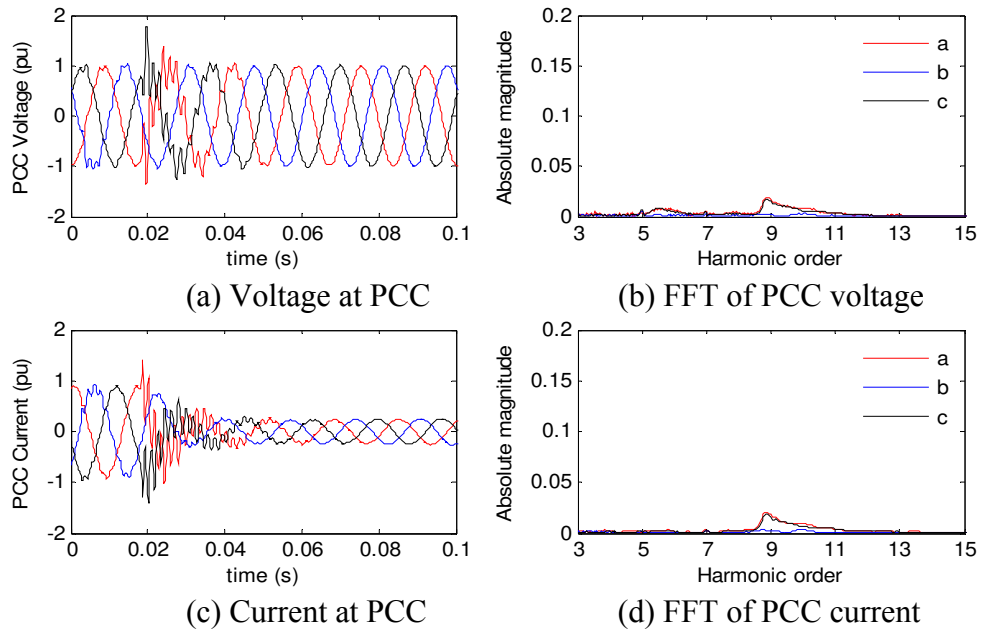 2
1
0
-1
-2
PCC Voltage (pu)
0 0.02 0.04 0.06 0.08 0.1
time (s)
(a) Voltage at PCC
0.2
0.15
0.1
0.05
0
Absolute magnitude
a
b
c
3 5 7 9 11 13 15
Harmonic order
(b) FFT of PCC voltage
2
1
0
-1
-2
PCC Current (pu)
0 0.02 0.04 0.06 0.08 0.1
time (s)
(c) Current at PCC
0.2
0.15
0.1
0.05
0
Absolute magnitude
a
b
c
3 5 7 9 11 13 15
Harmonic order
(d) FFT of PCC current